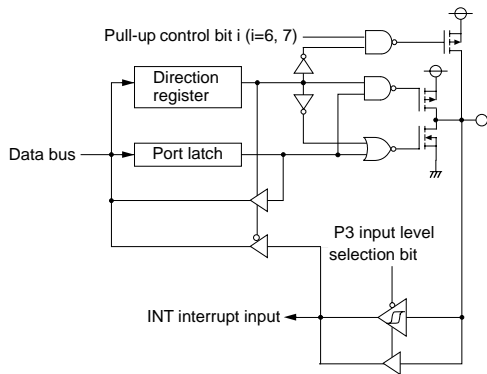 Pull-up control bit i (i=6, 7)
Direction
register
Data bus
Port latch
P3 input level
selection bit
INT interrupt input